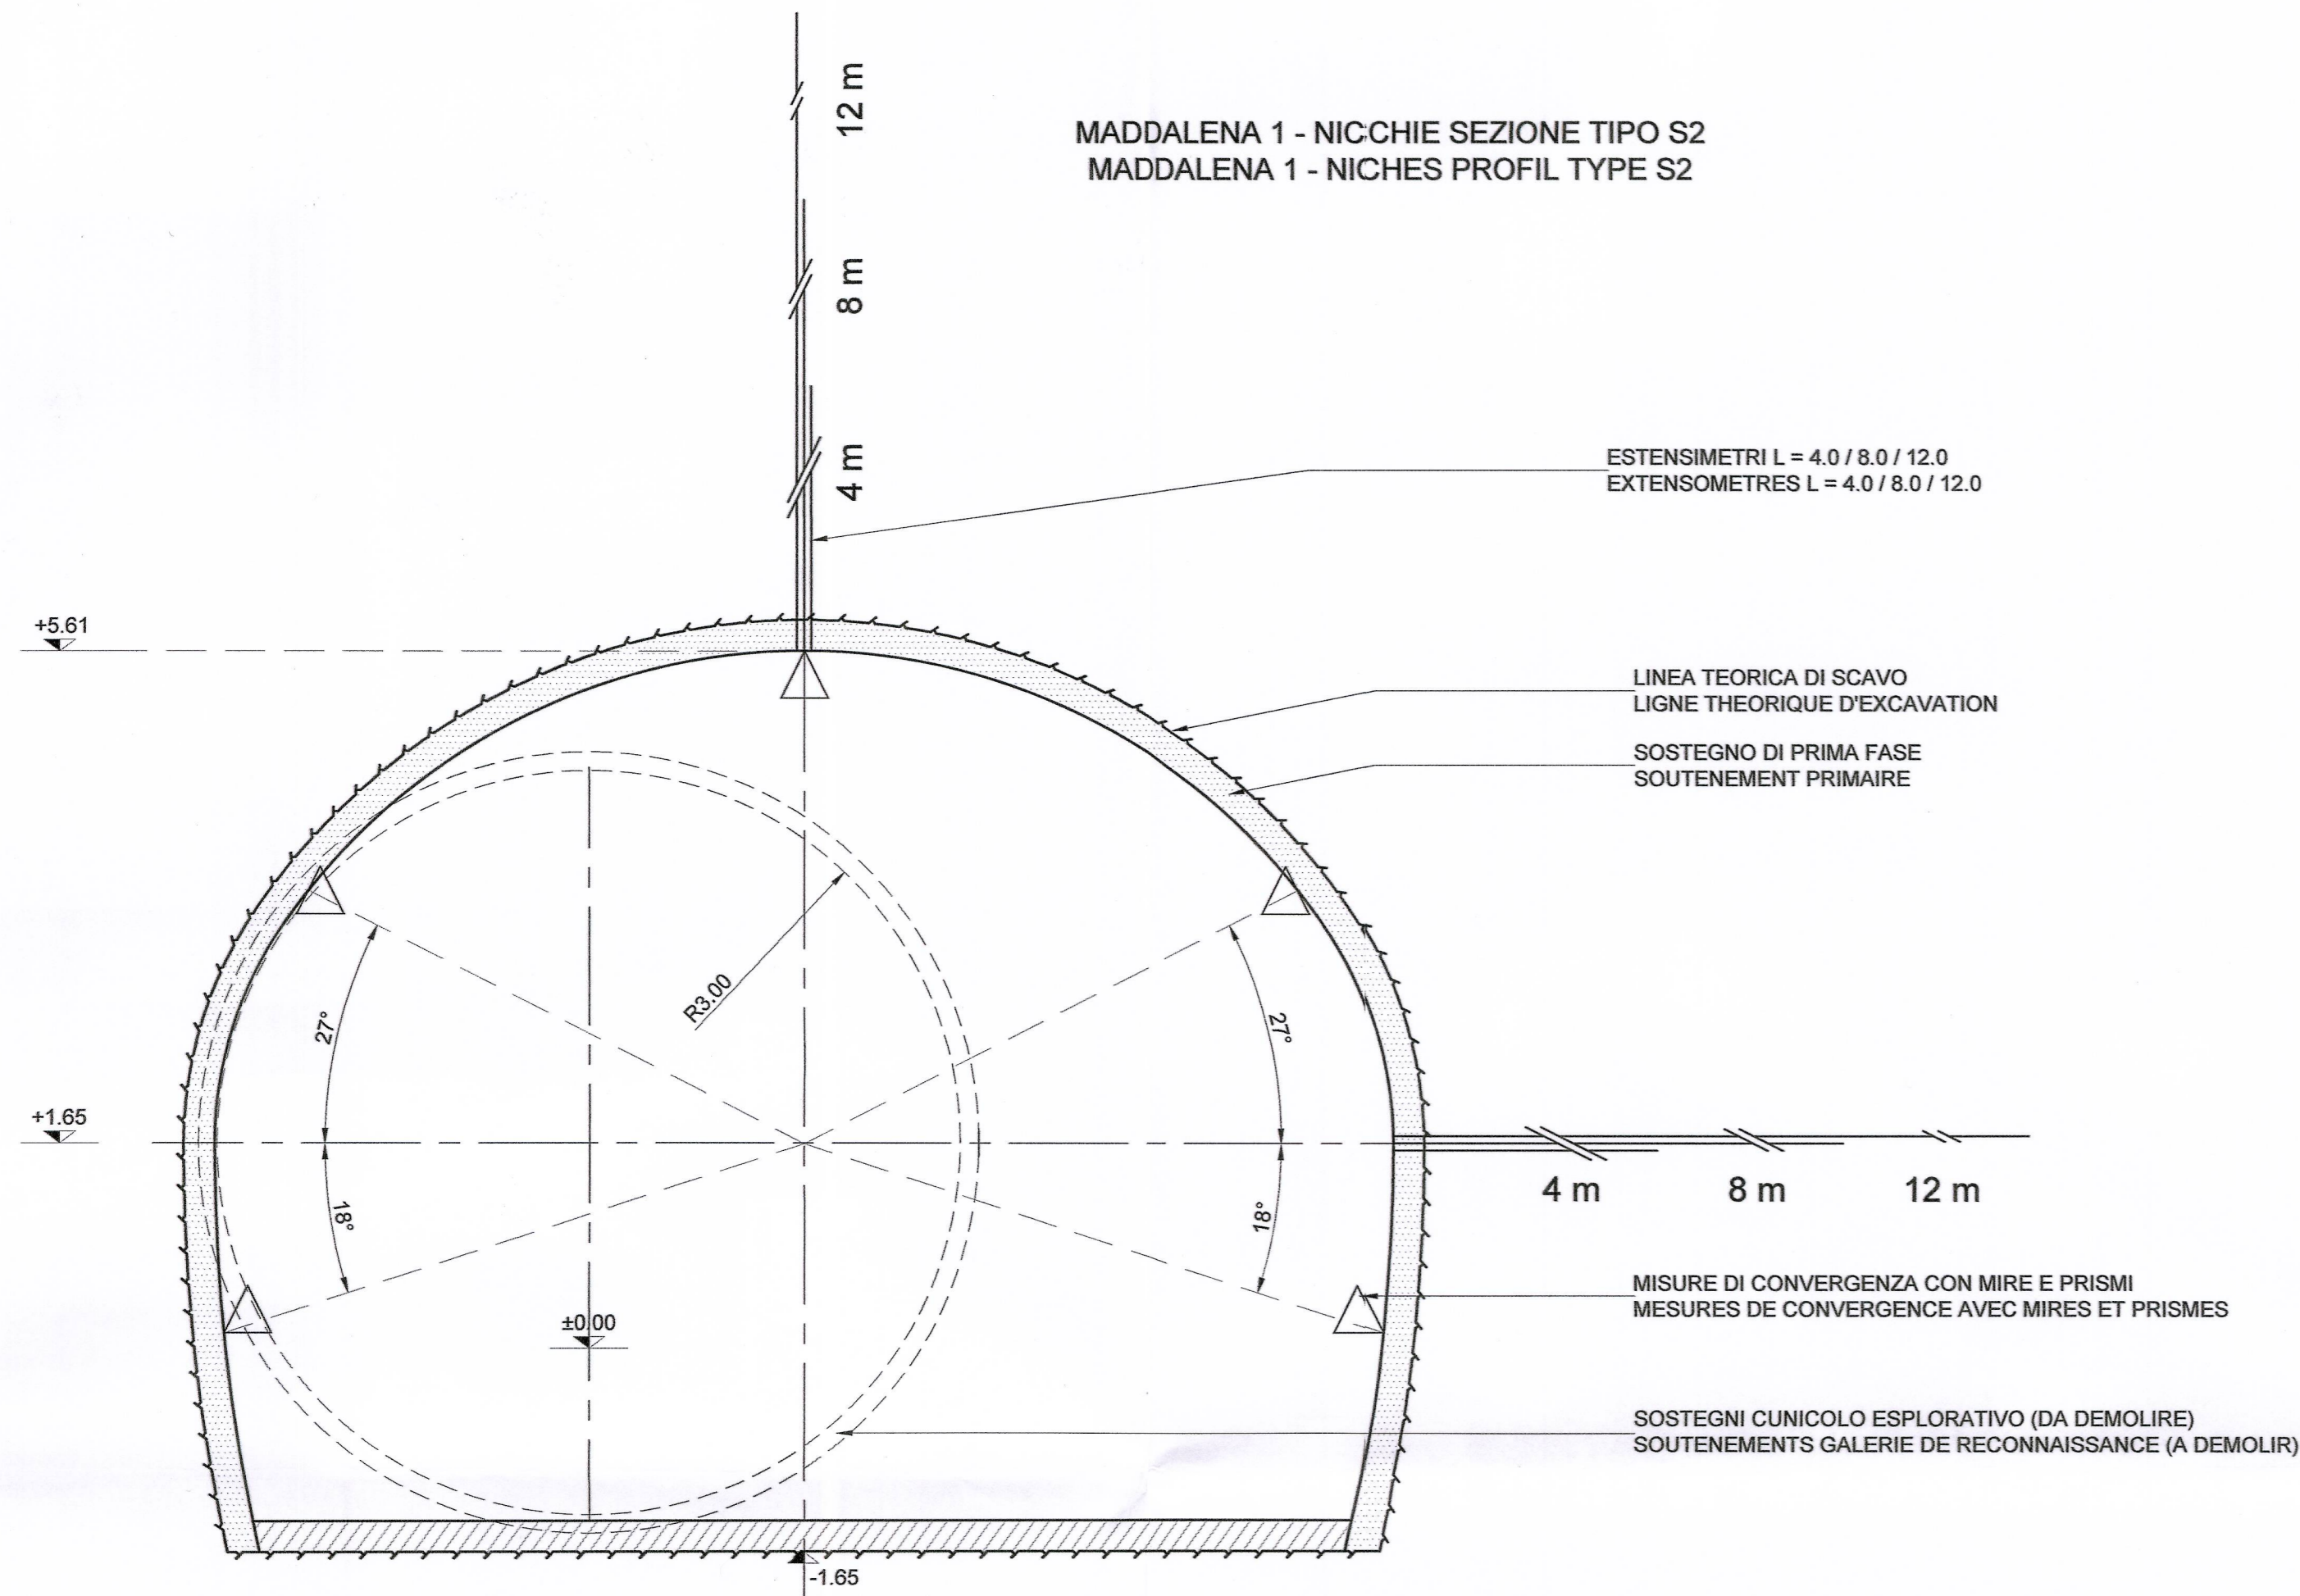 12 m
MADDALENA 1 - NICCHIE SEZIONE TIPO S2
MADDALENA 1 - NICHES PROFIL TYPE S2
8 m
4 m
ESTENSIMETRI L = 4.0 / 8.0 / 12.0
EXTENSOMETRES L = 4.0 / 8.0 / 12.0
+5.61
LINEA TEORICA DI SCAVO
LIGNE THEORIQUE D'EXCAVATION
SOSTEGNO DI PRIMA FASE
SOUTENEMENT PRIMAIRE
R3.00
27°
27°
+1.65
4 m
8 m
12 m
18°
18°
MISURE DI CONVERGENZA CON MIRE E PRISMI
MESURES DE CONVERGENCE AVEC MIRES ET PRISMES
±0.00
SOSTEGNI CUNICOLO ESPLORATIVO (DA DEMOLIRE)
SOUTENEMENTS GALERIE DE RECONNAISSANCE (A DEMOLIR)
-1.65